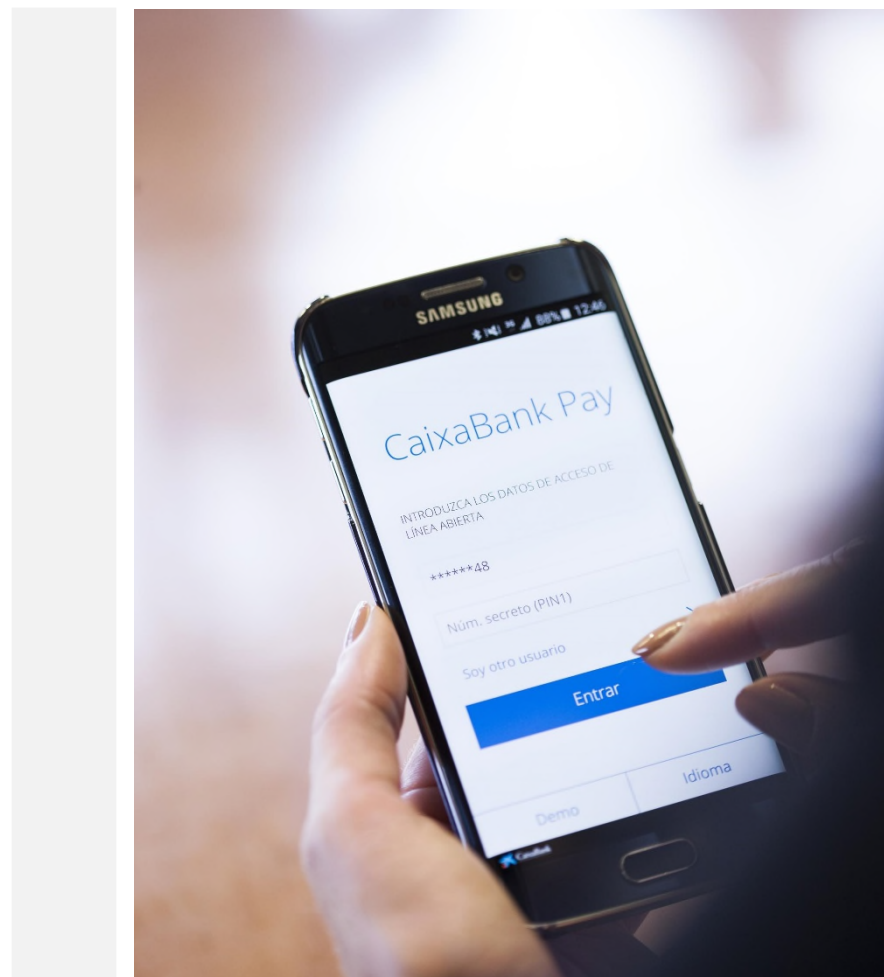 SAMSUNG
88% 12:46
CaixaBank Pay
INTRODUZCA LOS DATOS DE ACCESO DE
LÍNEA ABIERTA
******48
Núm. secreto (PIN1)
Soy otro usuario
Entrar
Demo
Idioma
CaixaBank